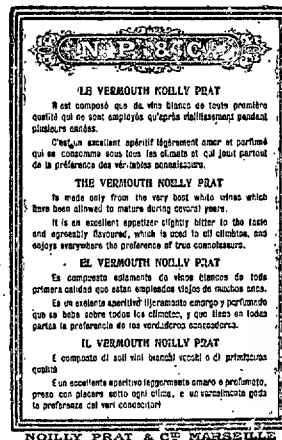 N.P. & Cº
LE VERMOUTH NOILLY PRAT
Il est composé que de vins blancs de toute première
qualité qui ne sont employés qu'après vieillissement pendant
plusieurs années.
C'est un excellent apéritif légèrement amer et parfumé
qui se consomme sous tous les climats et qui jouit partout
de la préférence des véritables connaisseurs.
THE VERMOUTH NOILLY PRAT
Is made only from the very best white wines which
have been allowed to mature during several years.
It is an excellent appetizer slightly bitter to the taste
and agreeably flavoured, which is used in all climates, and
enjoys everywhere the preference of true connoisseurs.
EL VERMOUTH NOILLY PRAT
Es compuesto solamente de vinos blancos de toda
primera calidad que estan empleados viejos de muchos anos.
Es un exelente aperitivo lijeramente amargo y perfumado
que se bebe sobre todos los climates, y que tiene en todas
partes la preferencia de los verdaderos conocedores.
IL VERMOUTH NOILLY PRAT
E composto di soli vini bianchi vecchi o di primissima
qualità
E un eccellente aperitivo leggermente amaro e profumato,
preso con piacere sotto ogni clima, e universalmente gode
la preferenza dei veri conoscitori
NOILLY PRAT & CIE MARSEILLE